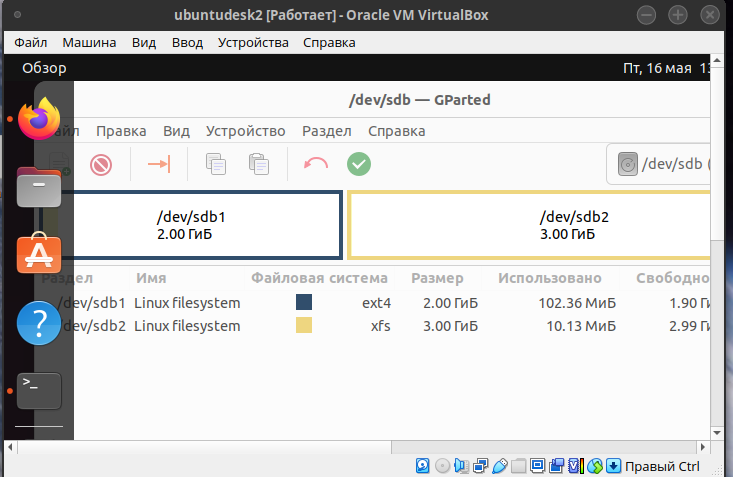 ubuntudesk2 [Работает] - Oracle VM VirtualBox
Файл Машина Вид Ввод Устройства Справка
Обзор Пт, 16 мая 13
/dev/sdb — GParted
Правка Вид Устройство Раздел Справка
/dev/sdb (
/dev/sdb1 /dev/sdb2
2.00 ГиБ 3.00 ГиБ
Раздел Имя Файловая система Размер Использовано Свободно
/dev/sdb1 Linux filesystem ext4 2.00 ГиБ 102.36 МиБ 1.90 Ги
/dev/sdb2 Linux filesystem xfs 3.00 ГиБ 10.13 МиБ 2.99 Ги
Правый Ctrl